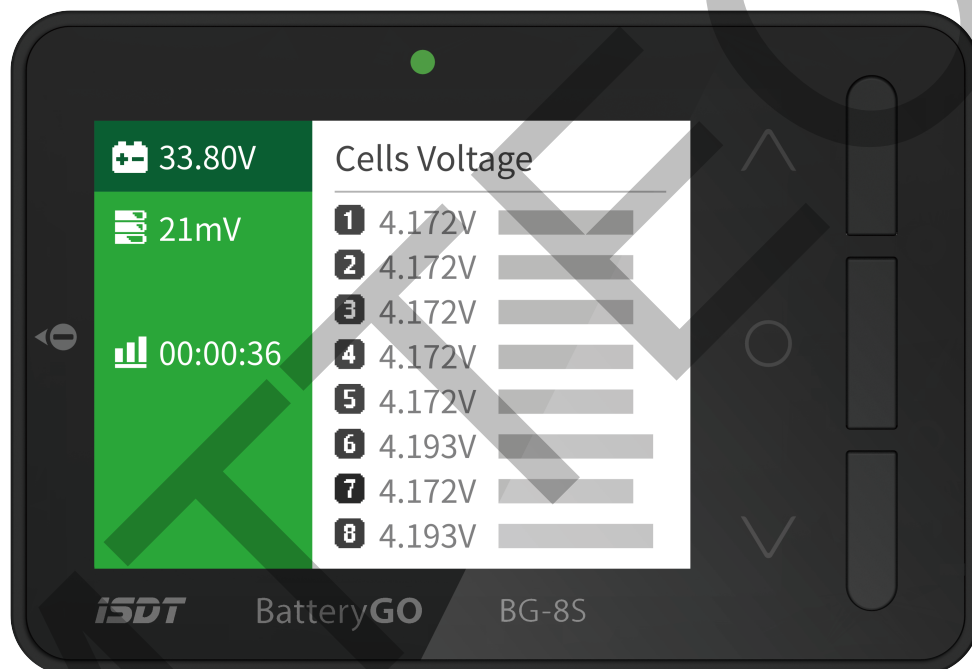 33.80V
21mV
00:00:36
Cells Voltage
1 4.172V
2 4.172V
3 4.172V
4 4.172V
5 4.172V
6 4.193V
7 4.172V
8 4.193V
iSDT BatteryGO BG-8S